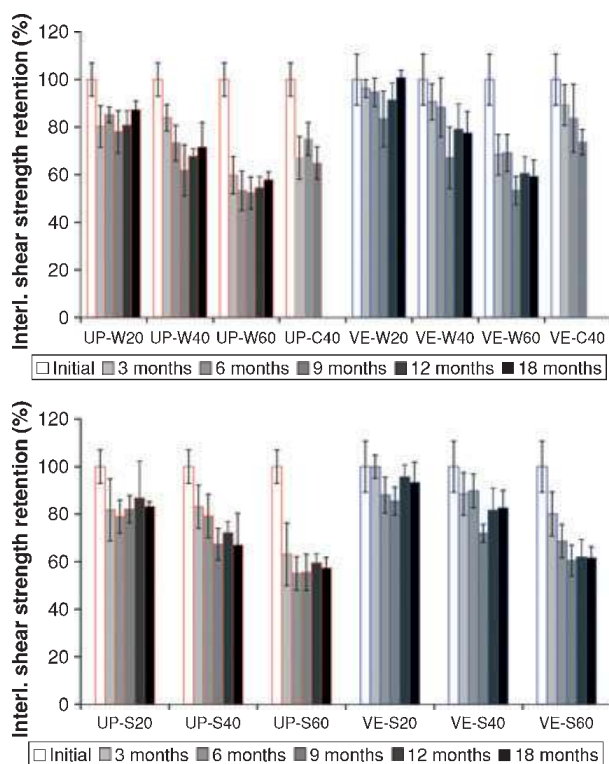 Interl. shear strength retention (%)
120
100
80
60
40
20
0
UP-W20 UP-W40 UP-W60 UP-C40 VE-W20 VE-W40 VE-W60 VE-C40
Initial 3 months 6 months 9 months 12 months 18 months
Interl. shear strength retention (%)
120
100
80
60
40
20
0
UP-S20 UP-S40 UP-S60 VE-S20 VE-S40 VE-S60
Initial 3 months 6 months 9 months 12 months 18 months